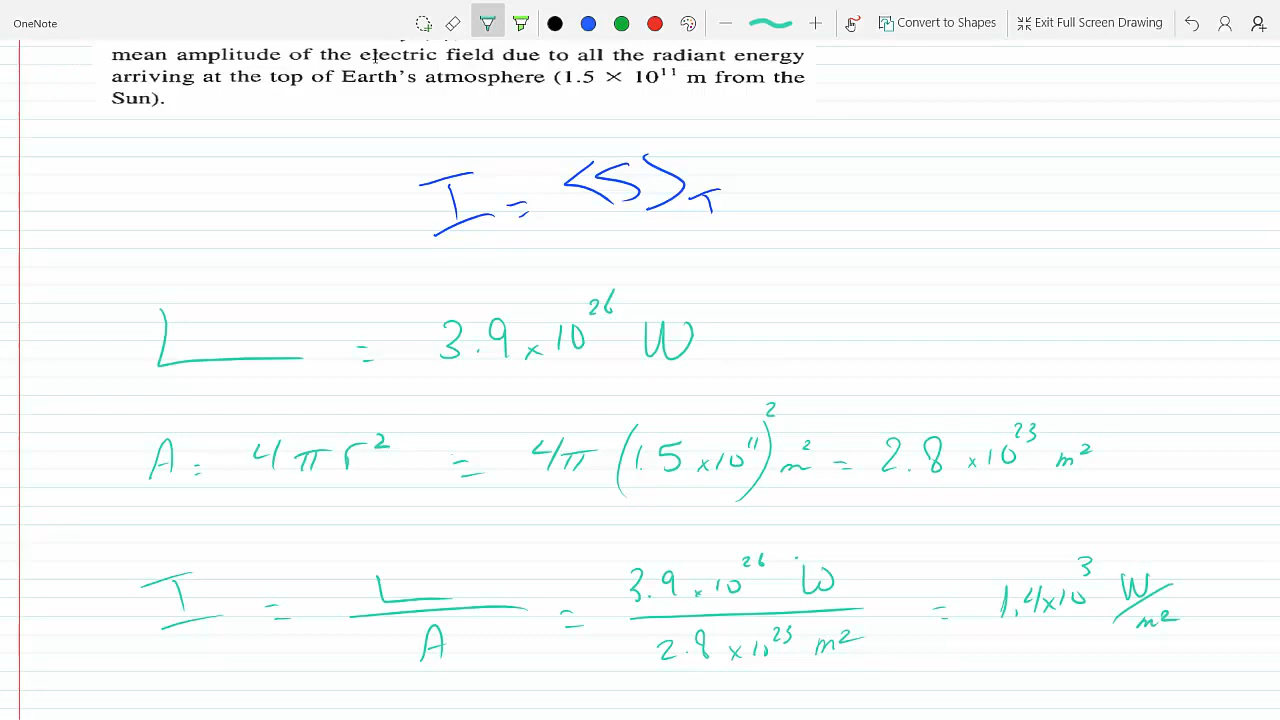 OneNote
Convert to Shapes
Exit Full Screen Drawing
mean amplitude of the electric field due to all the radiant energy
arriving at the top of Earth's atmosphere (1.5 × 10¹¹ m from the
Sun).
I = <S>_T
L = 3.9 × 10²⁶ W
A = 4πr² = 4π (1.5 × 10¹¹)² m² = 2.8 × 10²³ m²
I = L/A = 3.9 × 10²⁶ W / 2.8 × 10²³ m² = 1.4 × 10³ W/m²